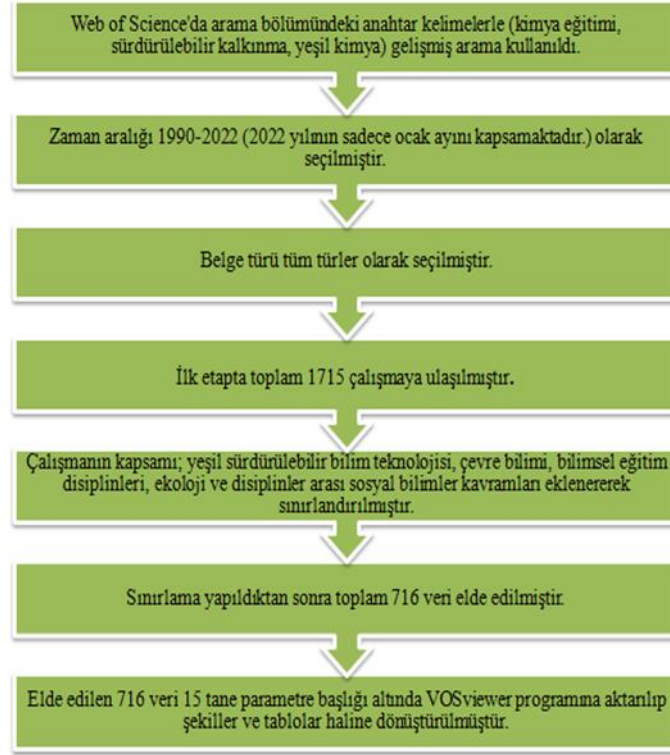 Web of Science'da arama bölümündeki anahtar kelimelerle (kimya eğitimi,
sürdürülebilir kalkınma, yeşil kimya) gelişmiş arama kullanıldı.
Zaman aralığı 1990-2022 (2022 yılının sadece ocak ayını kapsamaktadır.) olarak
seçilmiştir.
Belge türü tüm türler olarak seçilmiştir.
İlk etapta toplam 1715 çalışmaya ulaşılmıştır.
Çalışmanın kapsamı; yeşil sürdürülebilir bilim teknolojisi, çevre bilimi, bilimsel eğitim
disiplinleri, ekoloji ve disiplinler arası sosyal bilimler kavramları eklenererek
sınırlandırılmıştır.
Sınırlama yapıldıktan sonra toplam 716 veri elde edilmiştir.
Elde edilen 716 veri 15 tane parametre başlığı altında VOSviewer programına aktarılıp
şekiller ve tablolar haline dönüştürülmüştür.